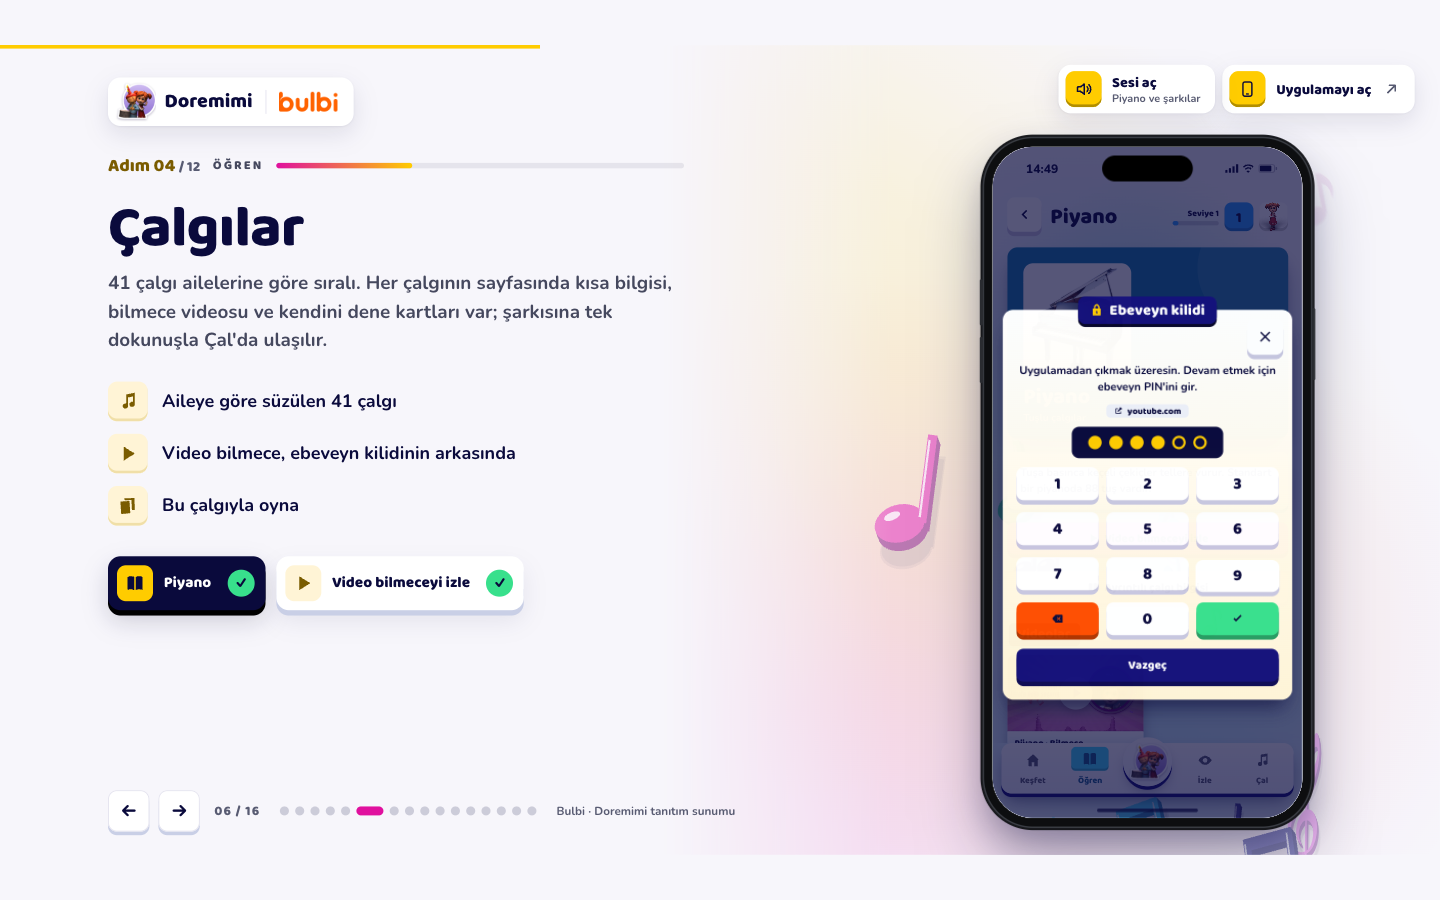 Doremimi
bulbi
Sesi aç
Piyano ve şarkılar
Uygulamayı aç
Adım 04 / 12 ÖĞREN
Çalgılar
41 çalgı ailelerine göre sıralı. Her çalgının sayfasında kısa bilgisi,
bilmece videosu ve kendini dene kartları var; şarkısına tek
dokunuşla Çal'da ulaşılır.
Aileye göre süzülen 41 çalgı
Video bilmece, ebeveyn kilidinin arkasında
Bu çalgıyla oyna
Piyano
Video bilmeceyi izle
06 / 16
Bulbi · Doremimi tanıtım sunumu
14:49
Piyano
Seviye 1
1
Ebeveyn kilidi
Uygulamadan çıkmak üzeresin. Devam etmek için
ebeveyn PIN'ini gir.
youtube.com
1 2 3
4 5 6
7 8 9
0
Vazgeç
Keşfet Öğren İzle Çal